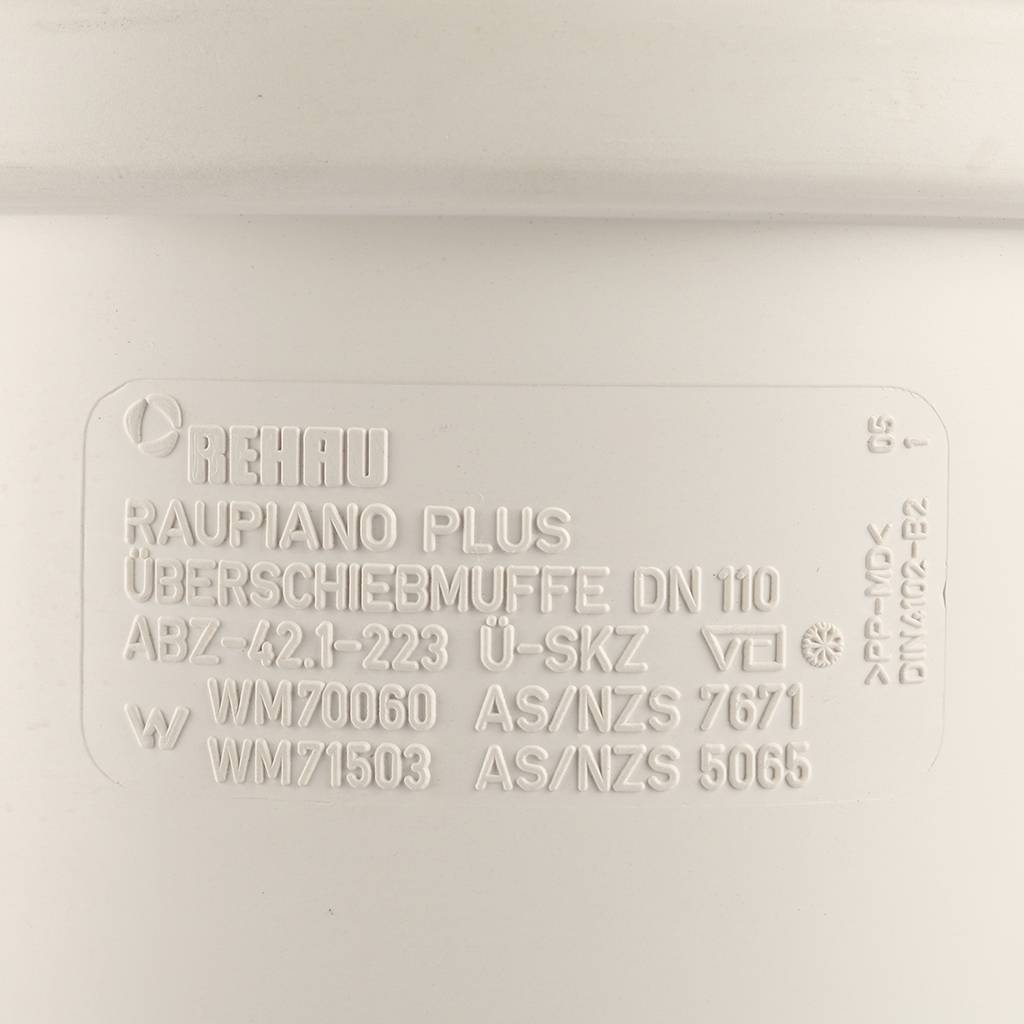 REHAU
RAUPIANO PLUS
ÜBERSCHIEBMUFFE DN 110
ABZ-42.1-223 Ü-SKZ
W WM70060 AS/NZS 7671
WM71503 AS/NZS 5065
>PP-MD< 05
DIN4102-B2 1